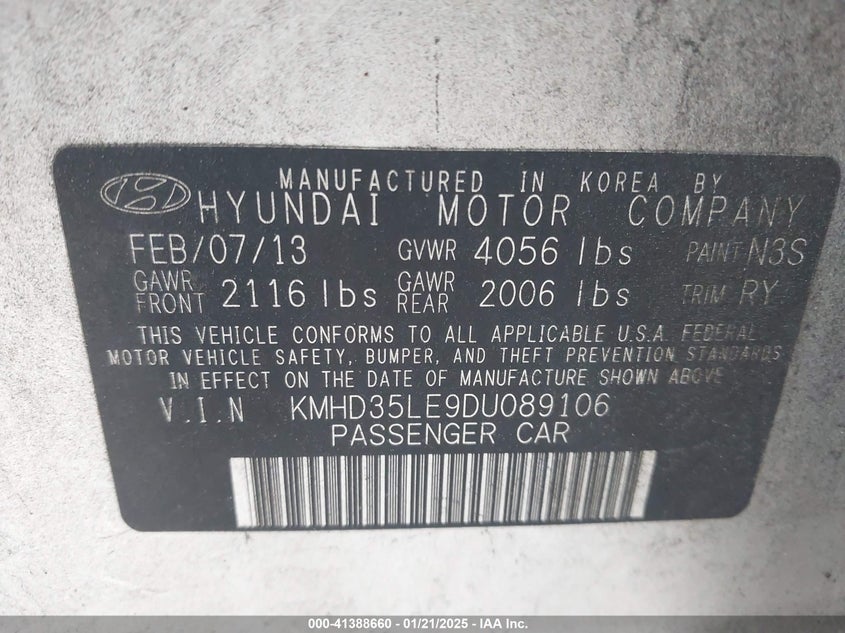 MANUFACTURED IN KOREA BY
HYUNDAI MOTOR COMPANY
FEB/07/13 GVWR 4056 lbs PAINT N3S
GAWR FRONT 2116 lbs GAWR REAR 2006 lbs TRIM RY
THIS VEHICLE CONFORMS TO ALL APPLICABLE U.S.A. FEDERAL
MOTOR VEHICLE SAFETY, BUMPER, AND THEFT PREVENTION STANDARDS
IN EFFECT ON THE DATE OF MANUFACTURE SHOWN ABOVE
V.I.N KMHD35LE9DU089106
PASSENGER CAR
000-41388660 — 01/21/2025 - IAA Inc.